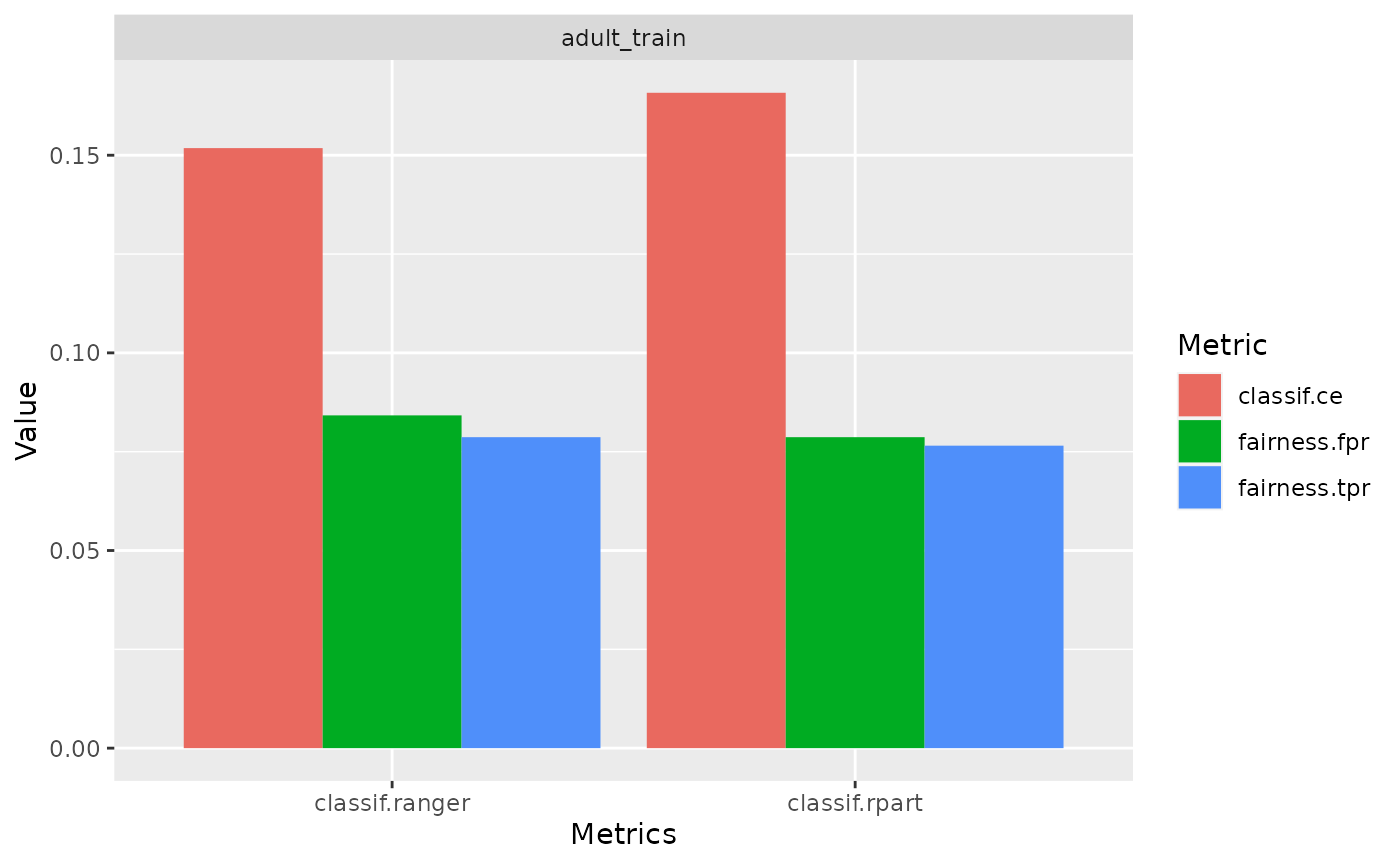 adult_train
Value
0.15
0.10
0.05
0.00
classif.ranger
classif.rpart
Metrics
Metric
classif.ce
fairness.fpr
fairness.tpr